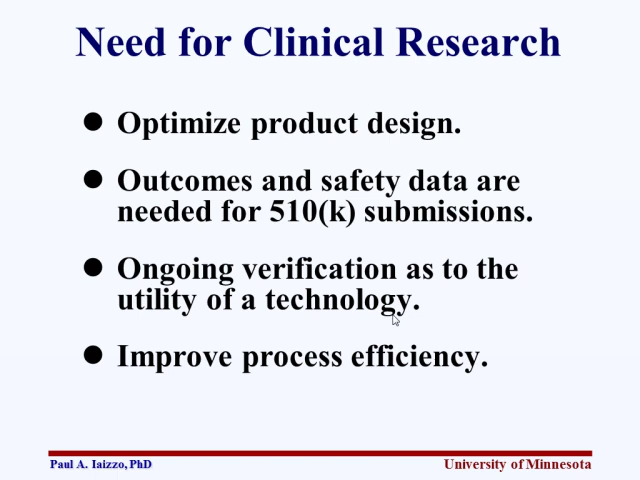 Need for Clinical Research
● Optimize product design.
● Outcomes and safety data are
needed for 510(k) submissions.
● Ongoing verification as to the
utility of a technology.
● Improve process efficiency.
Paul A. Iaizzo, PhD
University of Minnesota